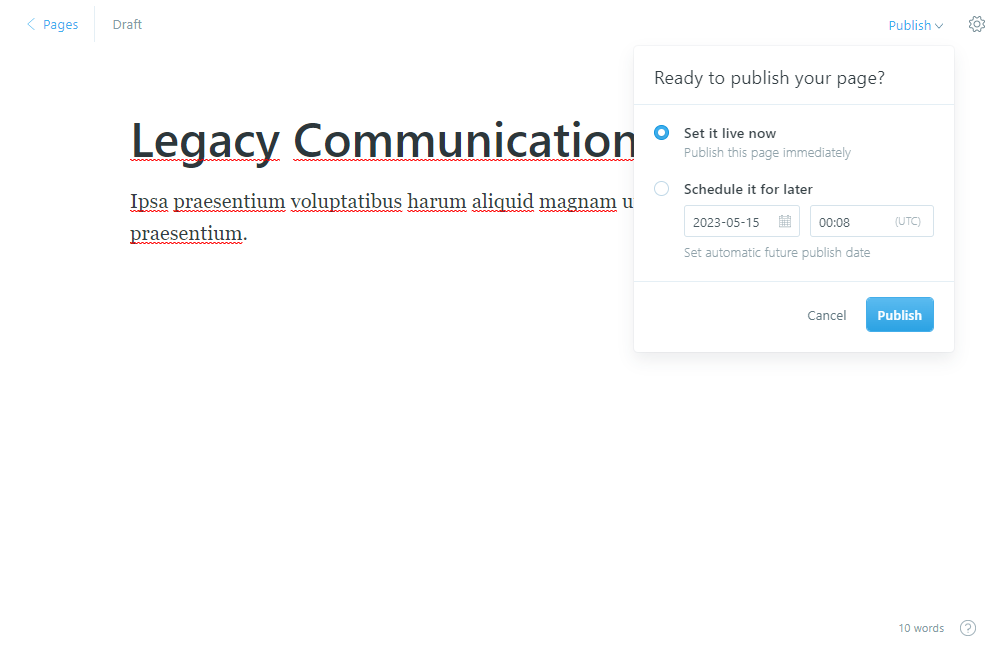 Pages
Draft
Publish
Ready to publish your page?
Set it live now
Publish this page immediately
Schedule it for later
2023-05-15
00:08 (UTC)
Set automatic future publish date
Cancel
Publish
Legacy Communication
Ipsa praesentium voluptatibus harum aliquid magnam u
praesentium.
10 words
?